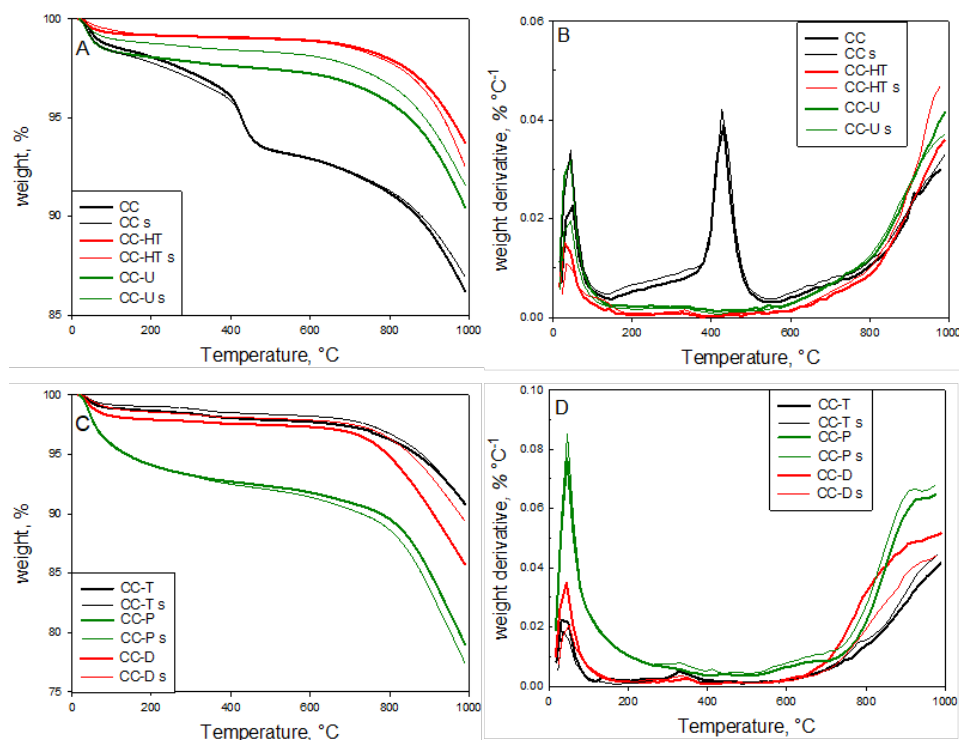 100
95
90
85
weight, %
A
CC
CC s
CC-HT
CC-HT s
CC-U
CC-U s
0
200
400
600
800
1000
Temperature, °C
0.06
0.04
0.02
0.00
weight derivative, % °C⁻¹
B
CC
CC s
CC-HT
CC-HT s
CC-U
CC-U s
0
200
400
600
800
1000
Temperature, °C
100
95
90
85
80
75
weight, %
C
CC-T
CC-T s
CC-P
CC-P s
CC-D
CC-D s
0
200
400
600
800
1000
Temperature, °C
0.10
0.08
0.06
0.04
0.02
0.00
weight derivative, % °C⁻¹
D
CC-T
CC-T s
CC-P
CC-P s
CC-D
CC-D s
0
200
400
600
800
1000
Temperature, °C